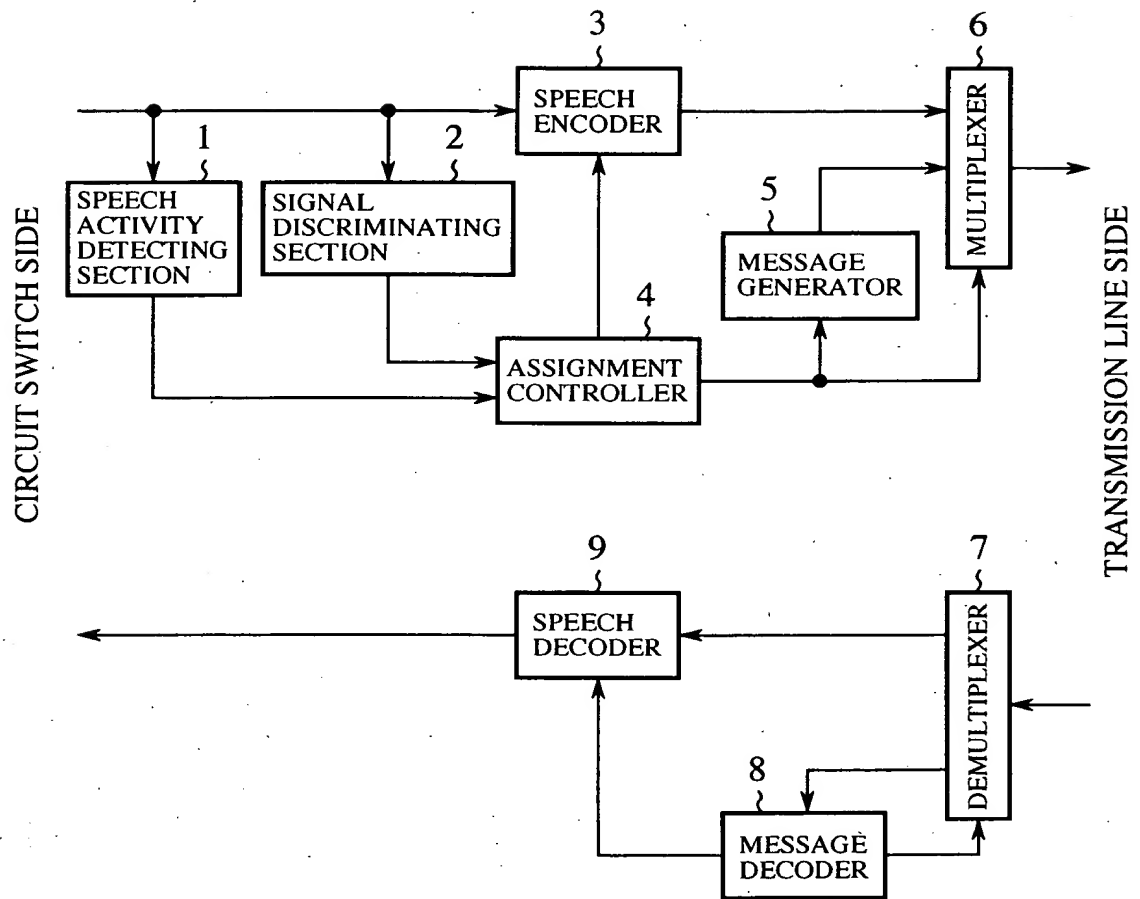 3
6
SPEECH
ENCODER
MULTIPLEXER
1
2
SPEECH
ACTIVITY
DETECTING
SECTION
SIGNAL
DISCRIMINATING
SECTION
5
MESSAGE
GENERATOR
4
ASSIGNMENT
CONTROLLER
CIRCUIT SWITCH SIDE
TRANSMISSION LINE SIDE
9
7
SPEECH
DECODER
DEMULTIPLEXER
8
MESSAGE
DECODER